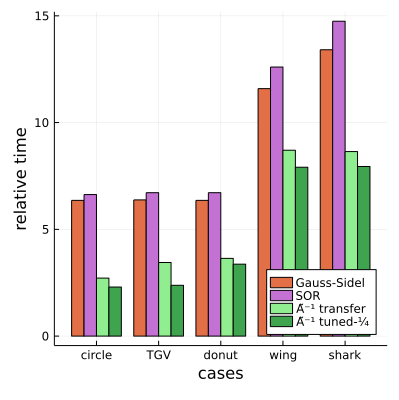 15
10
5
0
relative time
Gauss-Sidel
SOR
Ã⁻¹ transfer
Ã⁻¹ tuned-¼
circle TGV donut wing shark
cases